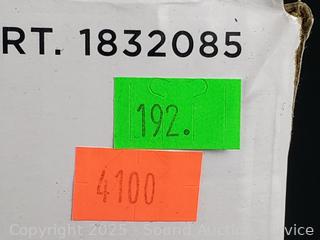 RT. 1832085
192.
4100
Copyright 2025 - Sound Auction Service